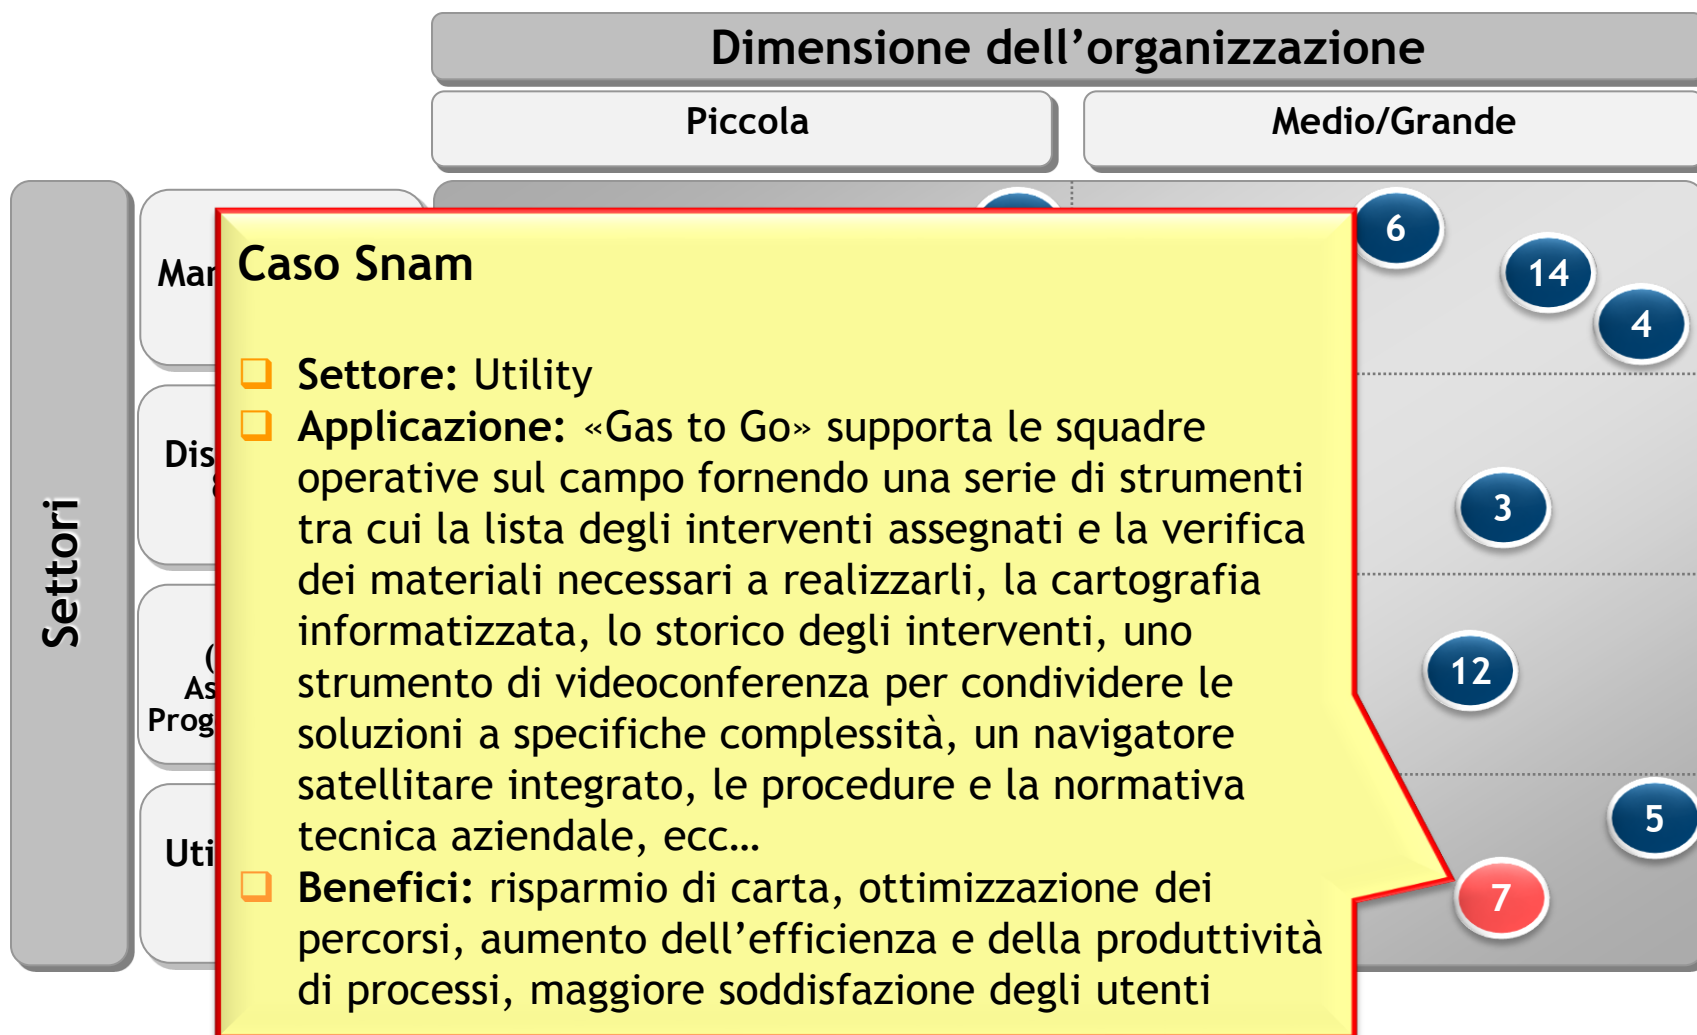 Dimensione dell’organizzazione
Piccola
Medio/Grande
Settori
6
14
4
3
12
5
7
Caso Snam
Settore: Utility
Applicazione: «Gas to Go» supporta le squadre
operative sul campo fornendo una serie di strumenti
tra cui la lista degli interventi assegnati e la verifica
dei materiali necessari a realizzarli, la cartografia
informatizzata, lo storico degli interventi, uno
strumento di videoconferenza per condividere le
soluzioni a specifiche complessità, un navigatore
satellitare integrato, le procedure e la normativa
tecnica aziendale, ecc…
Benefici: risparmio di carta, ottimizzazione dei
percorsi, aumento dell’efficienza e della produttività
di processi, maggiore soddisfazione degli utenti